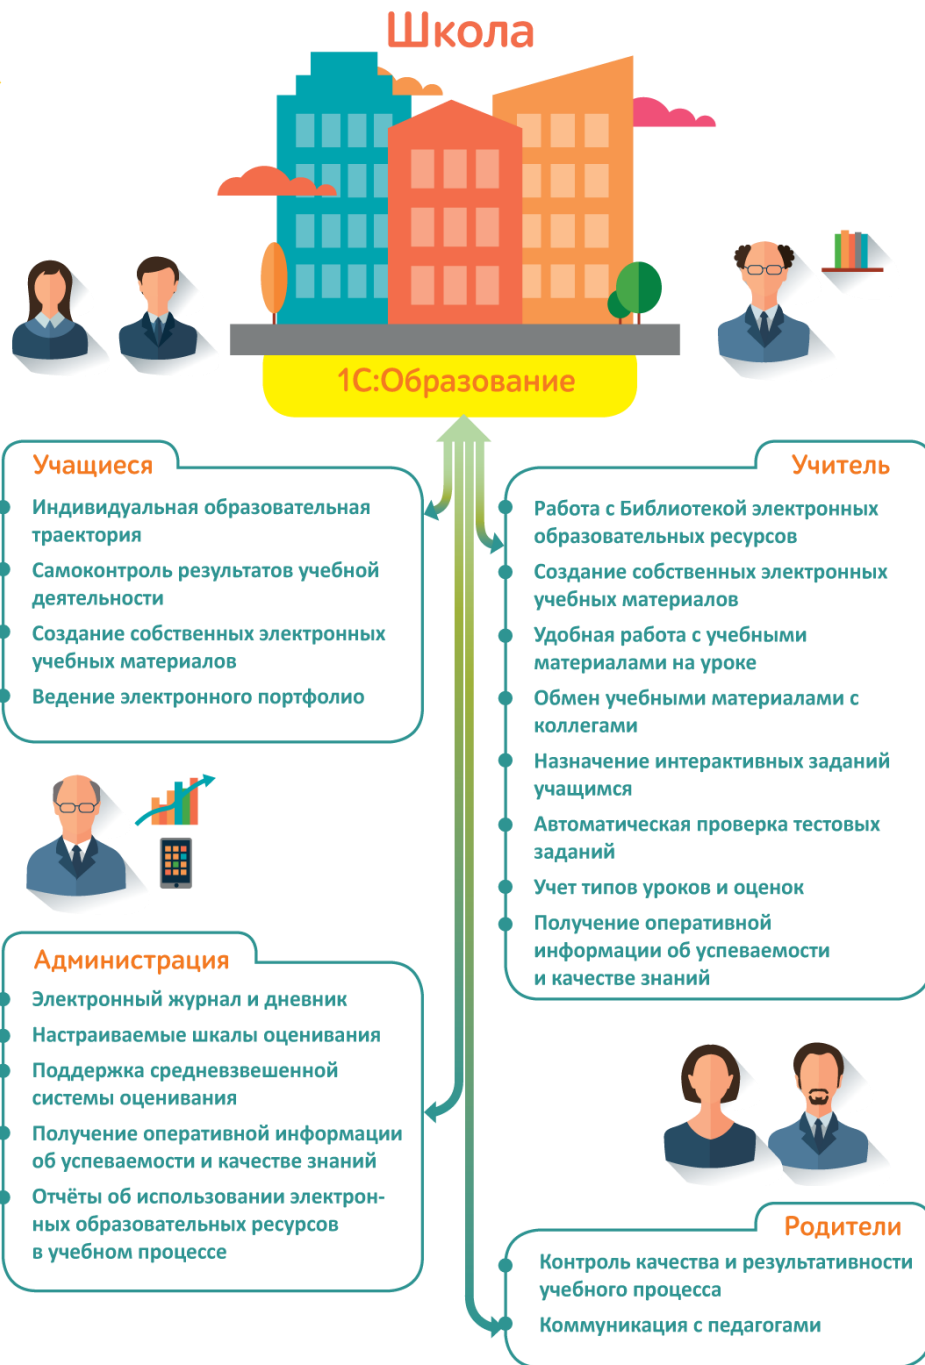 Школа
1С:Образование
Учащиеся
Индивидуальная образовательная
траектория
Самоконтроль результатов учебной
деятельности
Создание собственных электронных
учебных материалов
Ведение электронного портфолио
Учитель
Работа с Библиотекой электронных
образовательных ресурсов
Создание собственных электронных
учебных материалов
Удобная работа с учебными
материалами на уроке
Обмен учебными материалами с
коллегами
Назначение интерактивных заданий
учащимся
Автоматическая проверка тестовых
заданий
Учет типов уроков и оценок
Получение оперативной
информации об успеваемости
и качестве знаний
Администрация
Электронный журнал и дневник
Настраиваемые шкалы оценивания
Поддержка средневзвешенной
системы оценивания
Получение оперативной информации
об успеваемости и качестве знаний
Отчёты об использовании электрон-
ных образовательных ресурсов
в учебном процессе
Родители
Контроль качества и результативности
учебного процесса
Коммуникация с педагогами